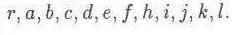 r, a, b, c, d, e, f, h, i, j, k, l.